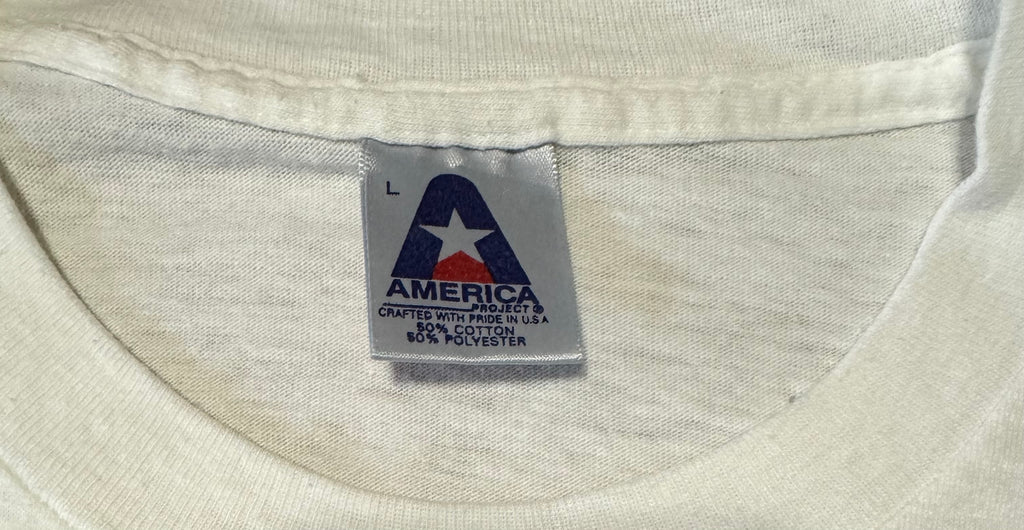 L
AMERICA
PROJECT ®
CRAFTED WITH PRIDE IN U.S.A
50% COTTON
50% POLYESTER